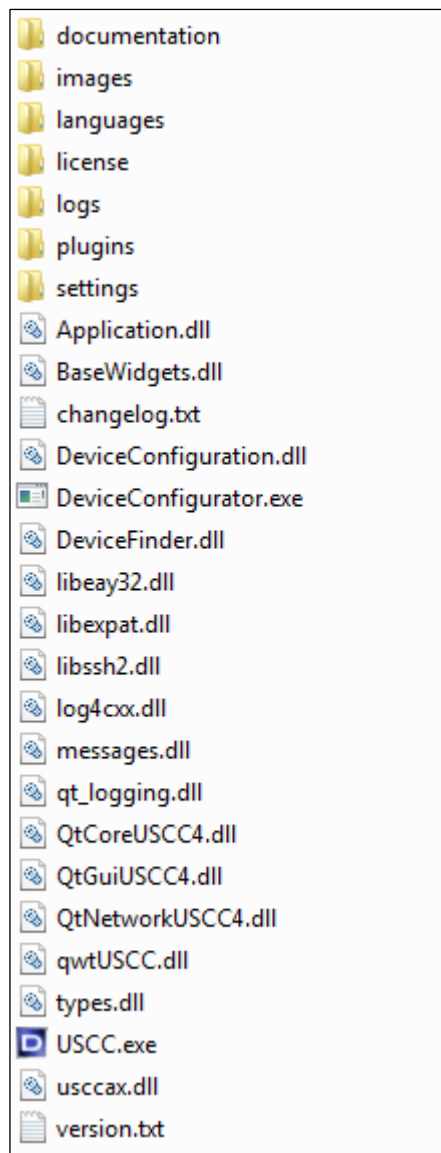 documentation
images
languages
license
logs
plugins
settings
Application.dll
BaseWidgets.dll
changelog.txt
DeviceConfiguration.dll
DeviceConfigurator.exe
DeviceFinder.dll
libeay32.dll
libexpat.dll
libssh2.dll
log4cxx.dll
messages.dll
qt_logging.dll
QtCoreUSCC4.dll
QtGuiUSCC4.dll
QtNetworkUSCC4.dll
qwtUSCC.dll
types.dll
USCC.exe
usccax.dll
version.txt